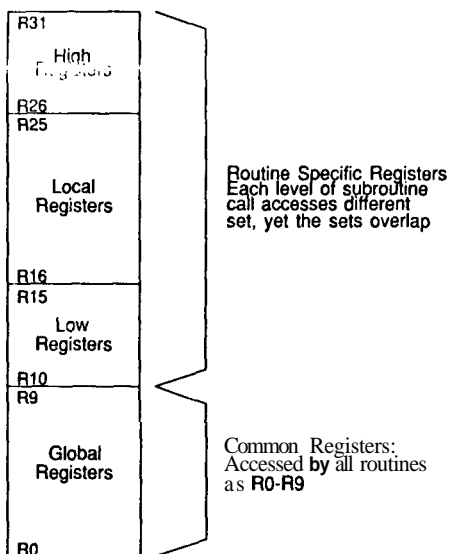 R31
High
R26
R25
Local
Registers
R16
R15
Low
Registers
R10
R9
Global
Registers
R0
Routine Specific Registers
Each level of subroutine
call accesses different
set, yet the sets overlap
Common Registers:
Accessed by all routines
as R0-R9